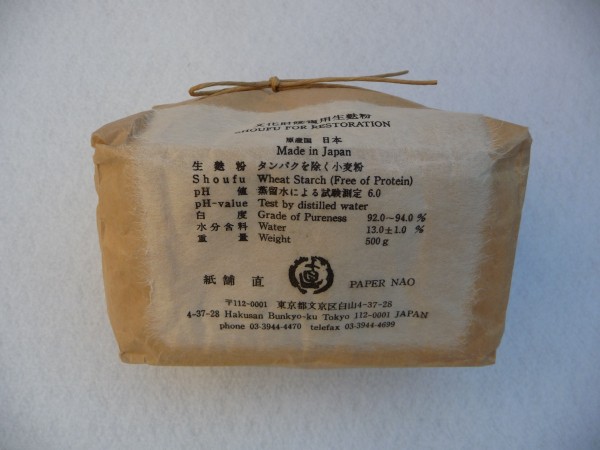 文化財修復用生麩粉
SHOUFU FOR RESTORATION
原産国 日本
Made in Japan
生麩粉 タンパクを除く小麦粉
Shoufu Wheat Starch (Free of Protein)
pH 値 蒸留水による試験測定 6.0
pH-value Test by distilled water
白度 Grade of Pureness 92.0~94.0 %
水分含料 Water 13.0±1.0 %
重量 Weight 500g
紙舗 直 直 PAPER NAO
〒112-0001 東京都文京区白山4-37-28
4-37-28 Hakusan Bunkyo-ku Tokyo 112-0001 JAPAN
phone 03-3944-4470 telefax 03-3944-4699